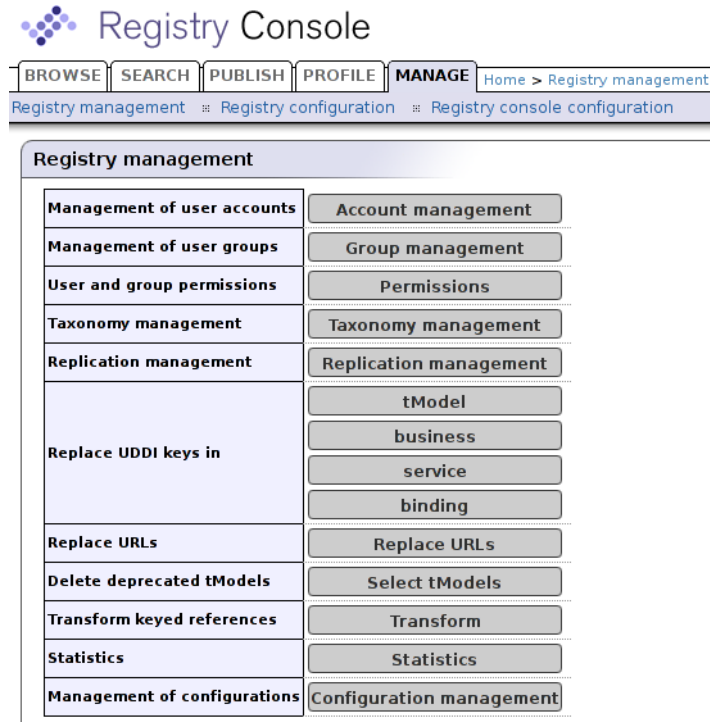 Registry Console
BROWSE SEARCH PUBLISH PROFILE MANAGE Home > Registry management
Registry management Registry configuration Registry console configuration
Registry management
Management of user accounts Account management
Management of user groups Group management
User and group permissions Permissions
Taxonomy management Taxonomy management
Replication management Replication management
Replace UDDI keys in
tModel
business
service
binding
Replace URLs Replace URLs
Delete deprecated tModels Select tModels
Transform keyed references Transform
Statistics Statistics
Management of configurations Configuration management